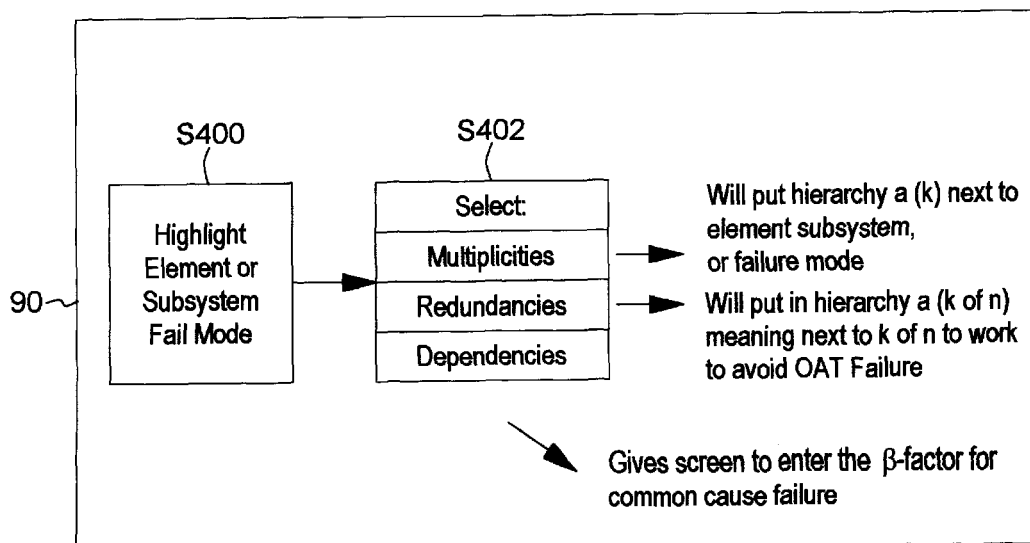 S400
S402
90
Highlight
Element or
Subsystem
Fail Mode
Select:
Multiplicities
Redundancies
Dependencies
Will put hierarchy a (k) next to
element subsystem,
or failure mode
Will put in hierarchy a (k of n)
meaning next to k of n to work
to avoid OAT Failure
Gives screen to enter the β-factor for
common cause failure